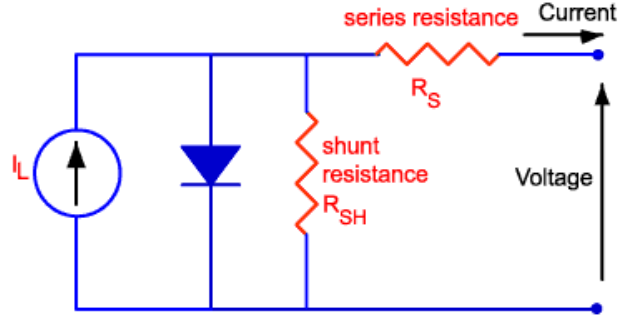 series resistance
Current
R_S
I_L
shunt
resistance
R_SH
Voltage